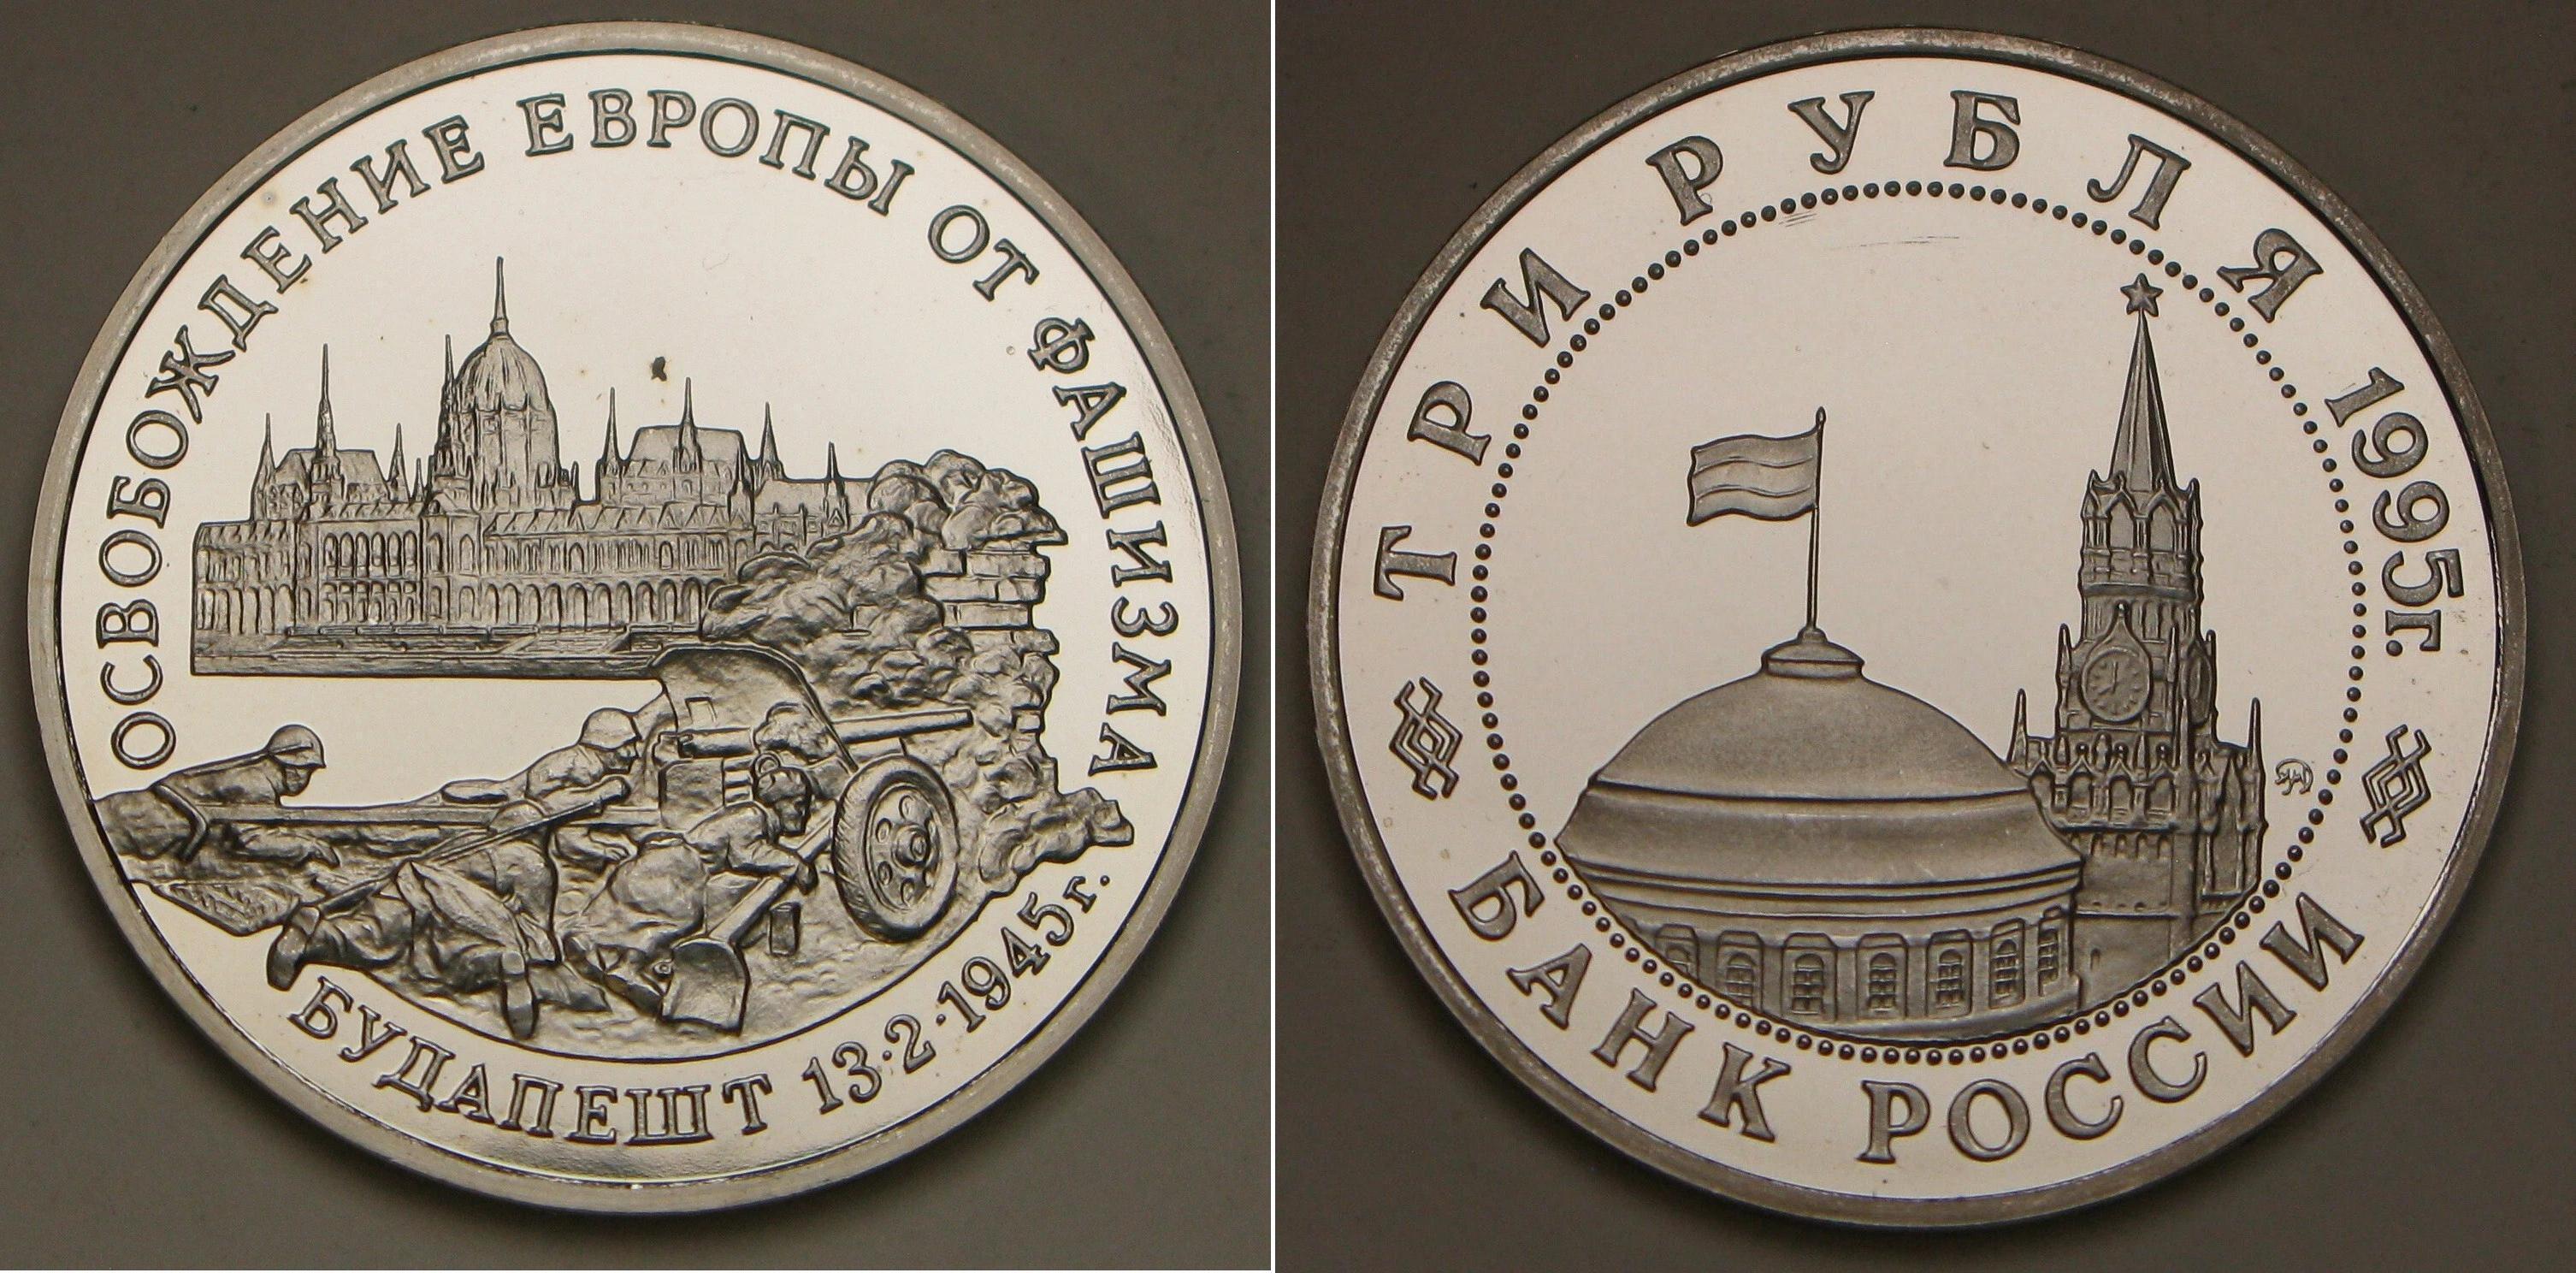 ОСВОБОЖДЕНИЕ ЕВРОПЫ ОТ ФАШИЗМА
БУДАПЕШТ 13·2·1945г.
ТРИ РУБЛЯ 1995г.
БАНК РОССИИ